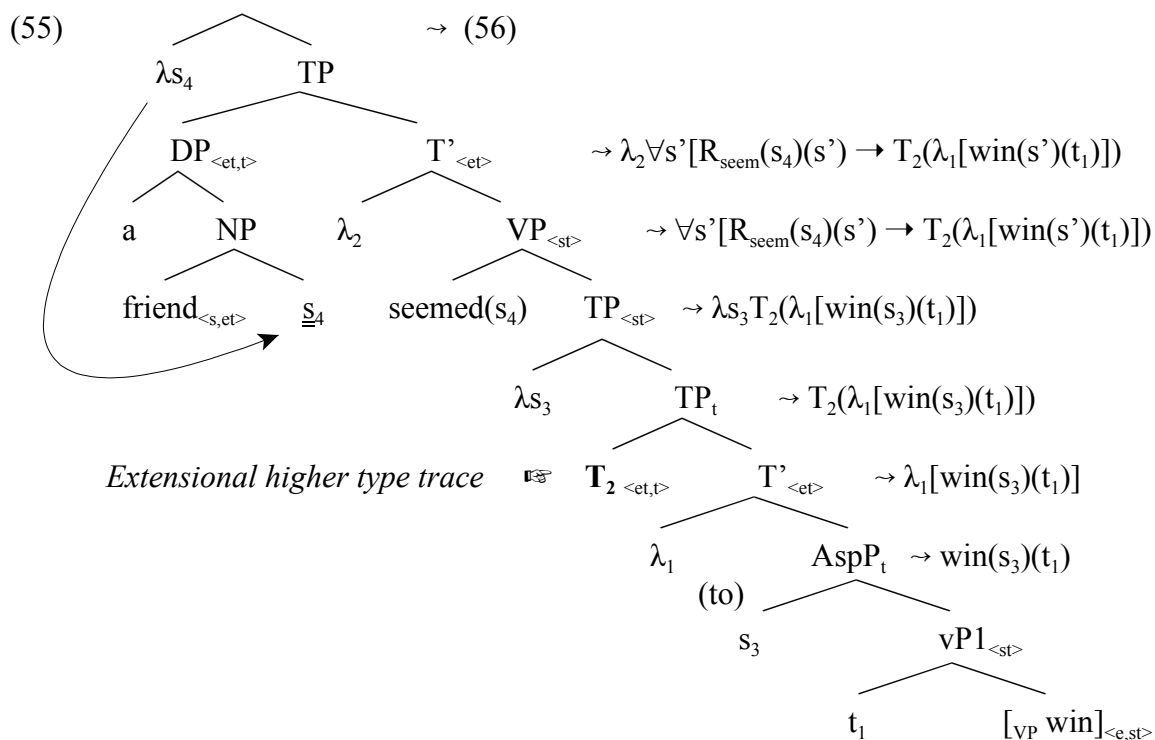 (55) ⤳ (56)
λs₄ TP
DP<et,t> T’<et> ⤳ λ₂∀s’[R_seem(s₄)(s’) → T₂(λ₁[win(s’)(t₁)])
a NP λ₂ VP<st> ⤳ ∀s’[R_seem(s₄)(s’) → T₂(λ₁[win(s’)(t₁)])
friend<s,et> s₄ seemed(s₄) TP<st> ⤳ λs₃T₂(λ₁[win(s₃)(t₁)])
λs₃ TPₜ ⤳ T₂(λ₁[win(s₃)(t₁)])
Extensional higher type trace ☞ T₂ <et,t> T’<et> ⤳ λ₁[win(s₃)(t₁)]
λ₁ AspPₜ ⤳ win(s₃)(t₁)
(to)
s₃ vP1<st>
t₁ [VP win]<e,st>